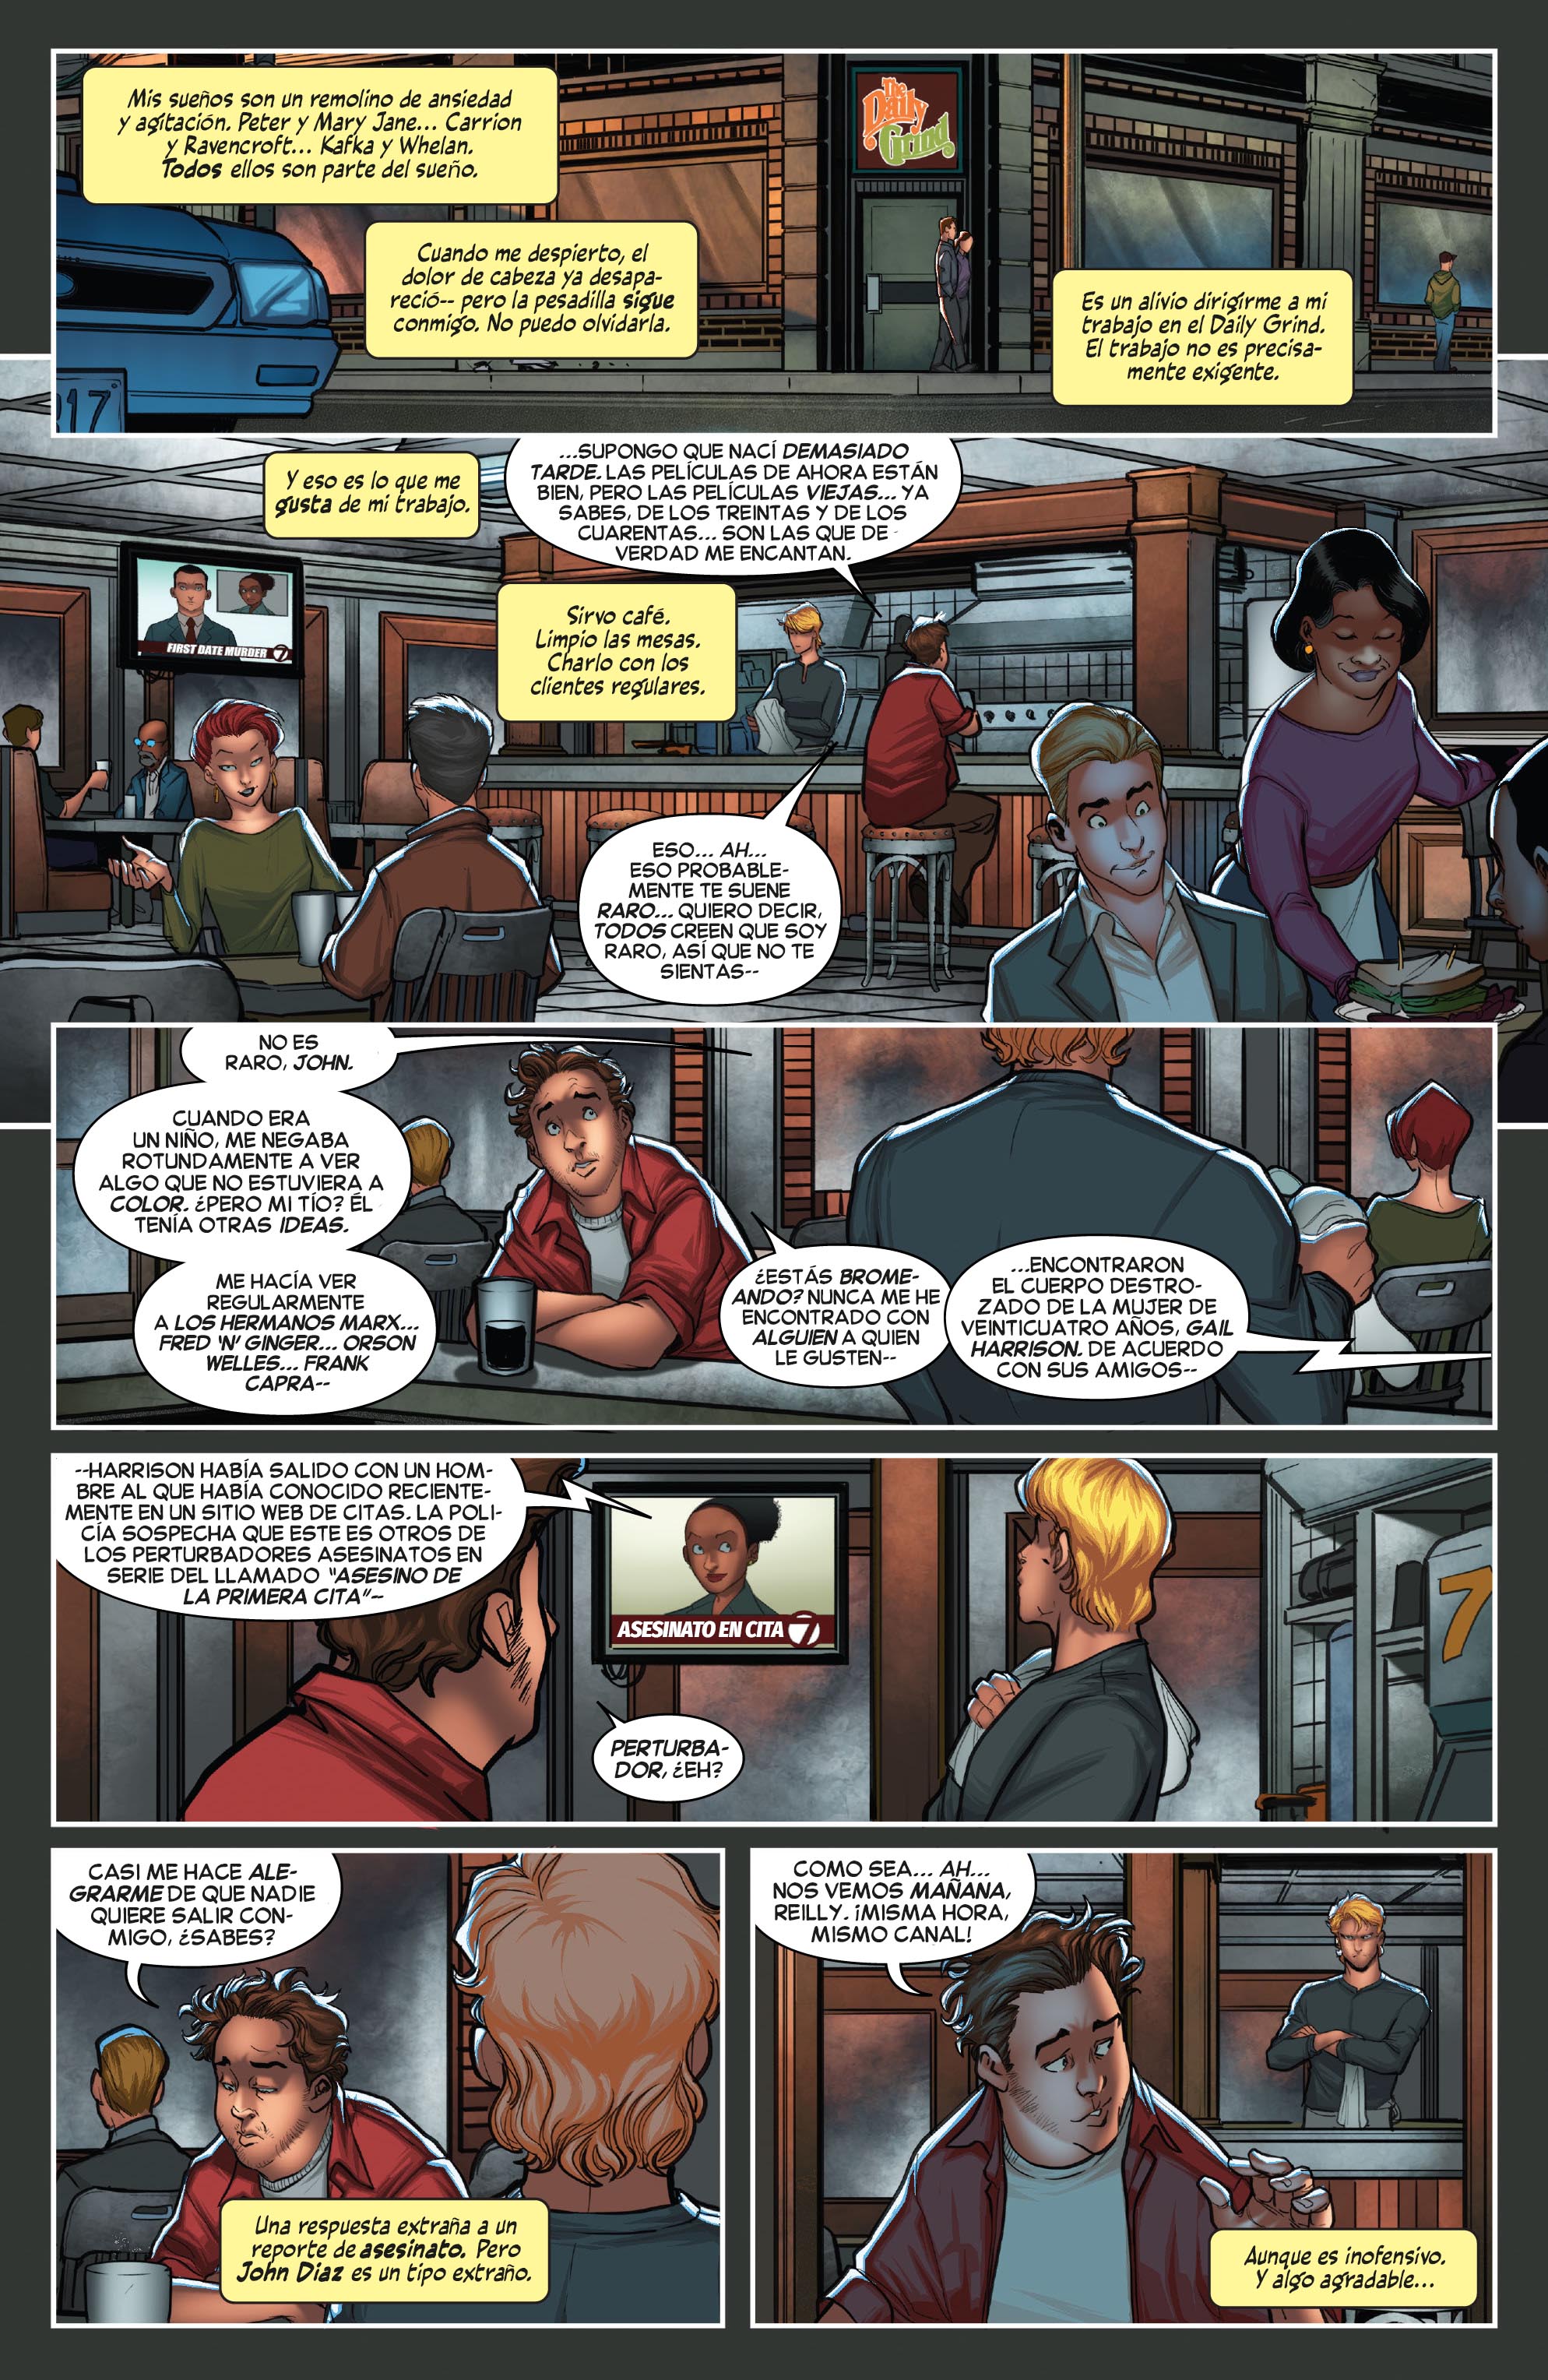 Mis sueños son un remolino de ansiedad
y agitación. Peter y Mary Jane... Carrion
y Ravencroft... Kafka y Whelan.
Todos ellos son parte del sueño.
The
Daily
Grind
Cuando me despierto, el
dolor de cabeza ya desapa-
reció-- pero la pesadilla sigue
conmigo. No puedo olvidarla.
Es un alivio dirigirme a mi
trabajo en el Daily Grind.
El trabajo no es precisa-
mente exigente.
017
Y eso es lo que me
gusta de mi trabajo.
...SUPONGO QUE NACÍ DEMASIADO
TARDE. LAS PELÍCULAS DE AHORA ESTÁN
BIEN, PERO LAS PELÍCULAS VIEJAS... YA
SABES, DE LOS TREINTAS Y DE LOS
CUARENTAS... SON LAS QUE DE
VERDAD ME ENCANTAN.
FIRST DATE MURDER 7
Sirvo café.
Limpio las mesas.
Charlo con los
clientes regulares.
ESO... AH...
ESO PROBABLE-
MENTE TE SUENE
RARO... QUIERO DECIR,
TODOS CREEN QUE SOY
RARO, ASÍ QUE NO TE
SIENTAS--
NO ES
RARO, JOHN.
CUANDO ERA
UN NIÑO, ME NEGABA
ROTUNDAMENTE A VER
ALGO QUE NO ESTUVIERA A
COLOR. ¿PERO MI TÍO? ÉL
TENÍA OTRAS IDEAS.
ME HACÍA VER
REGULARMENTE
A LOS HERMANOS MARX...
FRED 'N' GINGER... ORSON
WELLES... FRANK
CAPRA--
¿ESTÁS BROME-
ANDO? NUNCA ME HE
ENCONTRADO CON
ALGUIEN A QUIEN
LE GUSTEN--
...ENCONTRARON
EL CUERPO DESTRO-
ZADO DE LA MUJER DE
VEINTICUATRO AÑOS, GAIL
HARRISON. DE ACUERDO
CON SUS AMIGOS--
--HARRISON HABÍA SALIDO CON UN HOM-
BRE AL QUE HABÍA CONOCIDO RECIENTE-
MENTE EN UN SITIO WEB DE CITAS. LA POLI-
CÍA SOSPECHA QUE ESTE ES OTROS DE
LOS PERTURBADORES ASESINATOS EN
SERIE DEL LLAMADO "ASESINO DE
LA PRIMERA CITA"--
ASESINATO EN CITA 7
7
PERTURBA-
DOR, ¿EH?
CASI ME HACE ALE-
GRARME DE QUE NADIE
QUIERE SALIR CON-
MIGO, ¿SABES?
Una respuesta extraña a un
reporte de asesinato. Pero
John Diaz es un tipo extraño.
COMO SEA... AH...
NOS VEMOS MAÑANA,
REILLY. ¡MISMA HORA,
MISMO CANAL!
Aunque es inofensivo.
Y algo agradable...